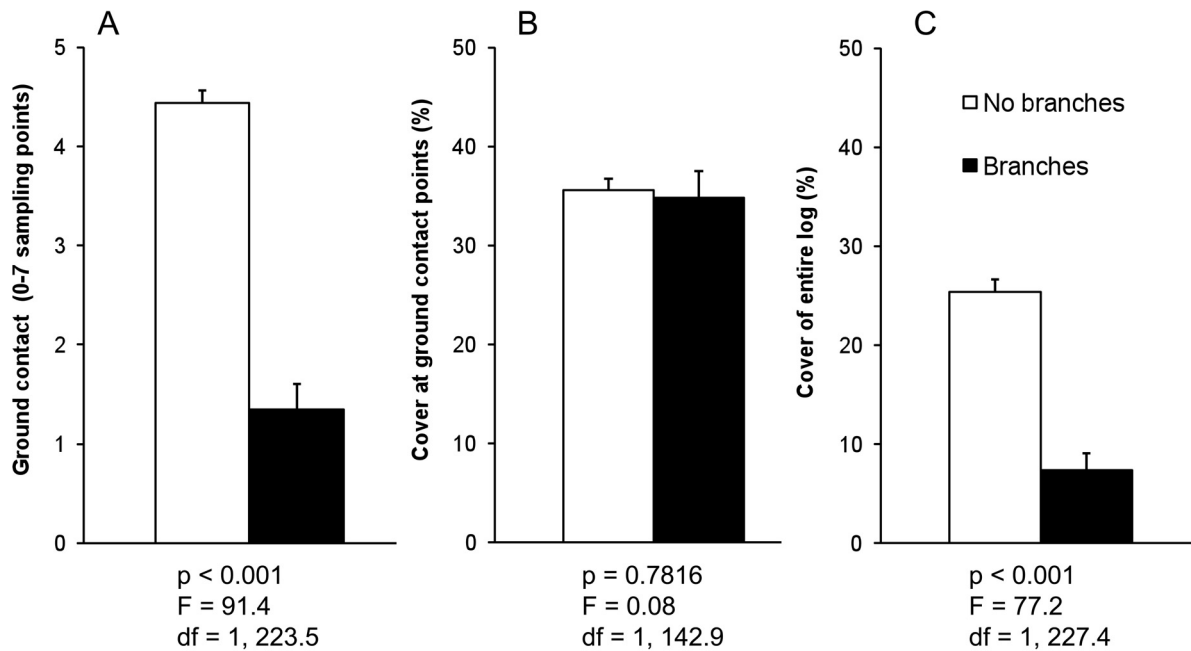 A
Ground contact (0-7 sampling points)
5
4
3
2
1
0
p < 0.001
F = 91.4
df = 1, 223.5
B
Cover at ground contact points (%)
50
40
30
20
10
0
p = 0.7816
F = 0.08
df = 1, 142.9
C
Cover of entire log (%)
50
40
30
20
10
0
No branches
Branches
p < 0.001
F = 77.2
df = 1, 227.4